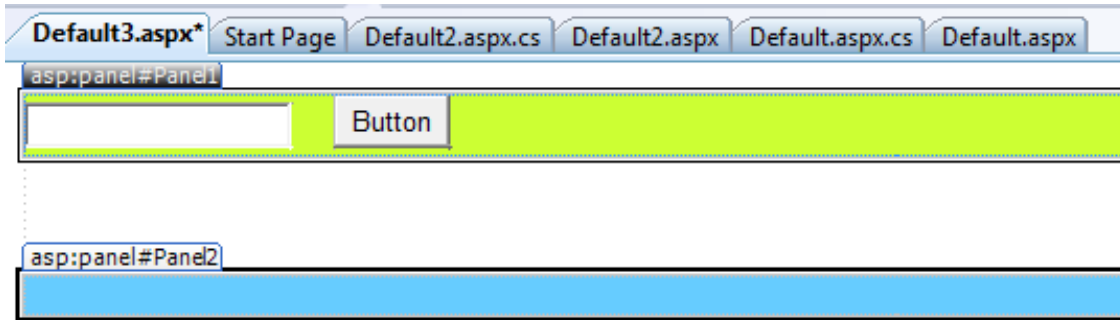 Default3.aspx* Start Page Default2.aspx.cs Default2.aspx Default.aspx.cs Default.aspx
asp:panel#Panel1
Button
asp:panel#Panel2